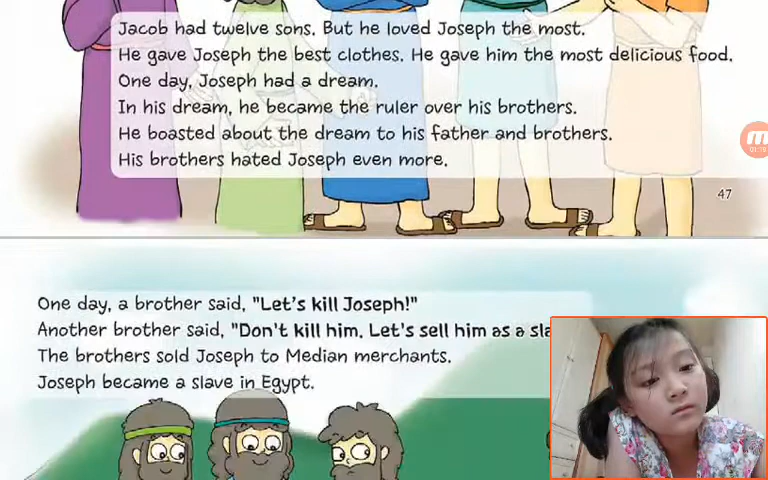 Jacob had twelve sons. But he loved Joseph the most.
He gave Joseph the best clothes. He gave him the most delicious food.
One day, Joseph had a dream.
In his dream, he became the ruler over his brothers.
He boasted about the dream to his father and brothers.
His brothers hated Joseph even more.
47
One day, a brother said, "Let's kill Joseph!"
Another brother said, "Don't kill him. Let's sell him as a
The brothers sold Joseph to Median merchants.
Joseph became a slave in Egypt.